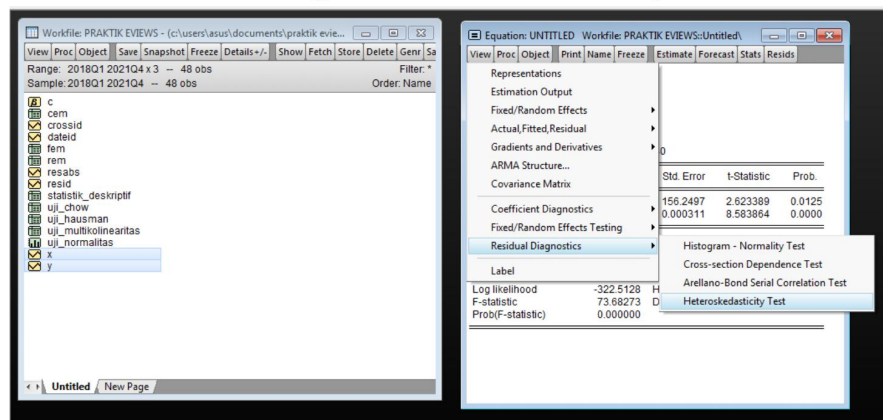 Workfile: PRAKTIK EVIEWS - (c:\users\asus\documents\praktik evie...
View Proc Object Save Snapshot Freeze Details+/- Show Fetch Store Delete Genr Sa
Range: 2018Q1 2021Q4 x 3 -- 48 obs Filter: *
Sample: 2018Q1 2021Q4 -- 48 obs Order: Name
c
cem
crossid
dateid
fem
rem
resabs
resid
statistik_deskriptif
uji_chow
uji_hausman
uji_multikolinearitas
uji_normalitas
x
y
Untitled New Page
Equation: UNTITLED Workfile: PRAKTIK EVIEWS::Untitled\
View Proc Object Print Name Freeze Estimate Forecast Stats Resids
Representations
Estimation Output
Fixed/Random Effects
Actual,Fitted,Residual
Gradients and Derivatives
ARMA Structure...
Covariance Matrix
Coefficient Diagnostics
Fixed/Random Effects Testing
Residual Diagnostics
Label
0
Std. Error t-Statistic Prob.
156.2497 2.623389 0.0125
0.000311 8.583864 0.0000
Histogram - Normality Test
Cross-section Dependence Test
Arellano-Bond Serial Correlation Test
Heteroskedasticity Test
Log likelihood -322.5128 H
F-statistic 73.68273 D
Prob(F-statistic) 0.000000